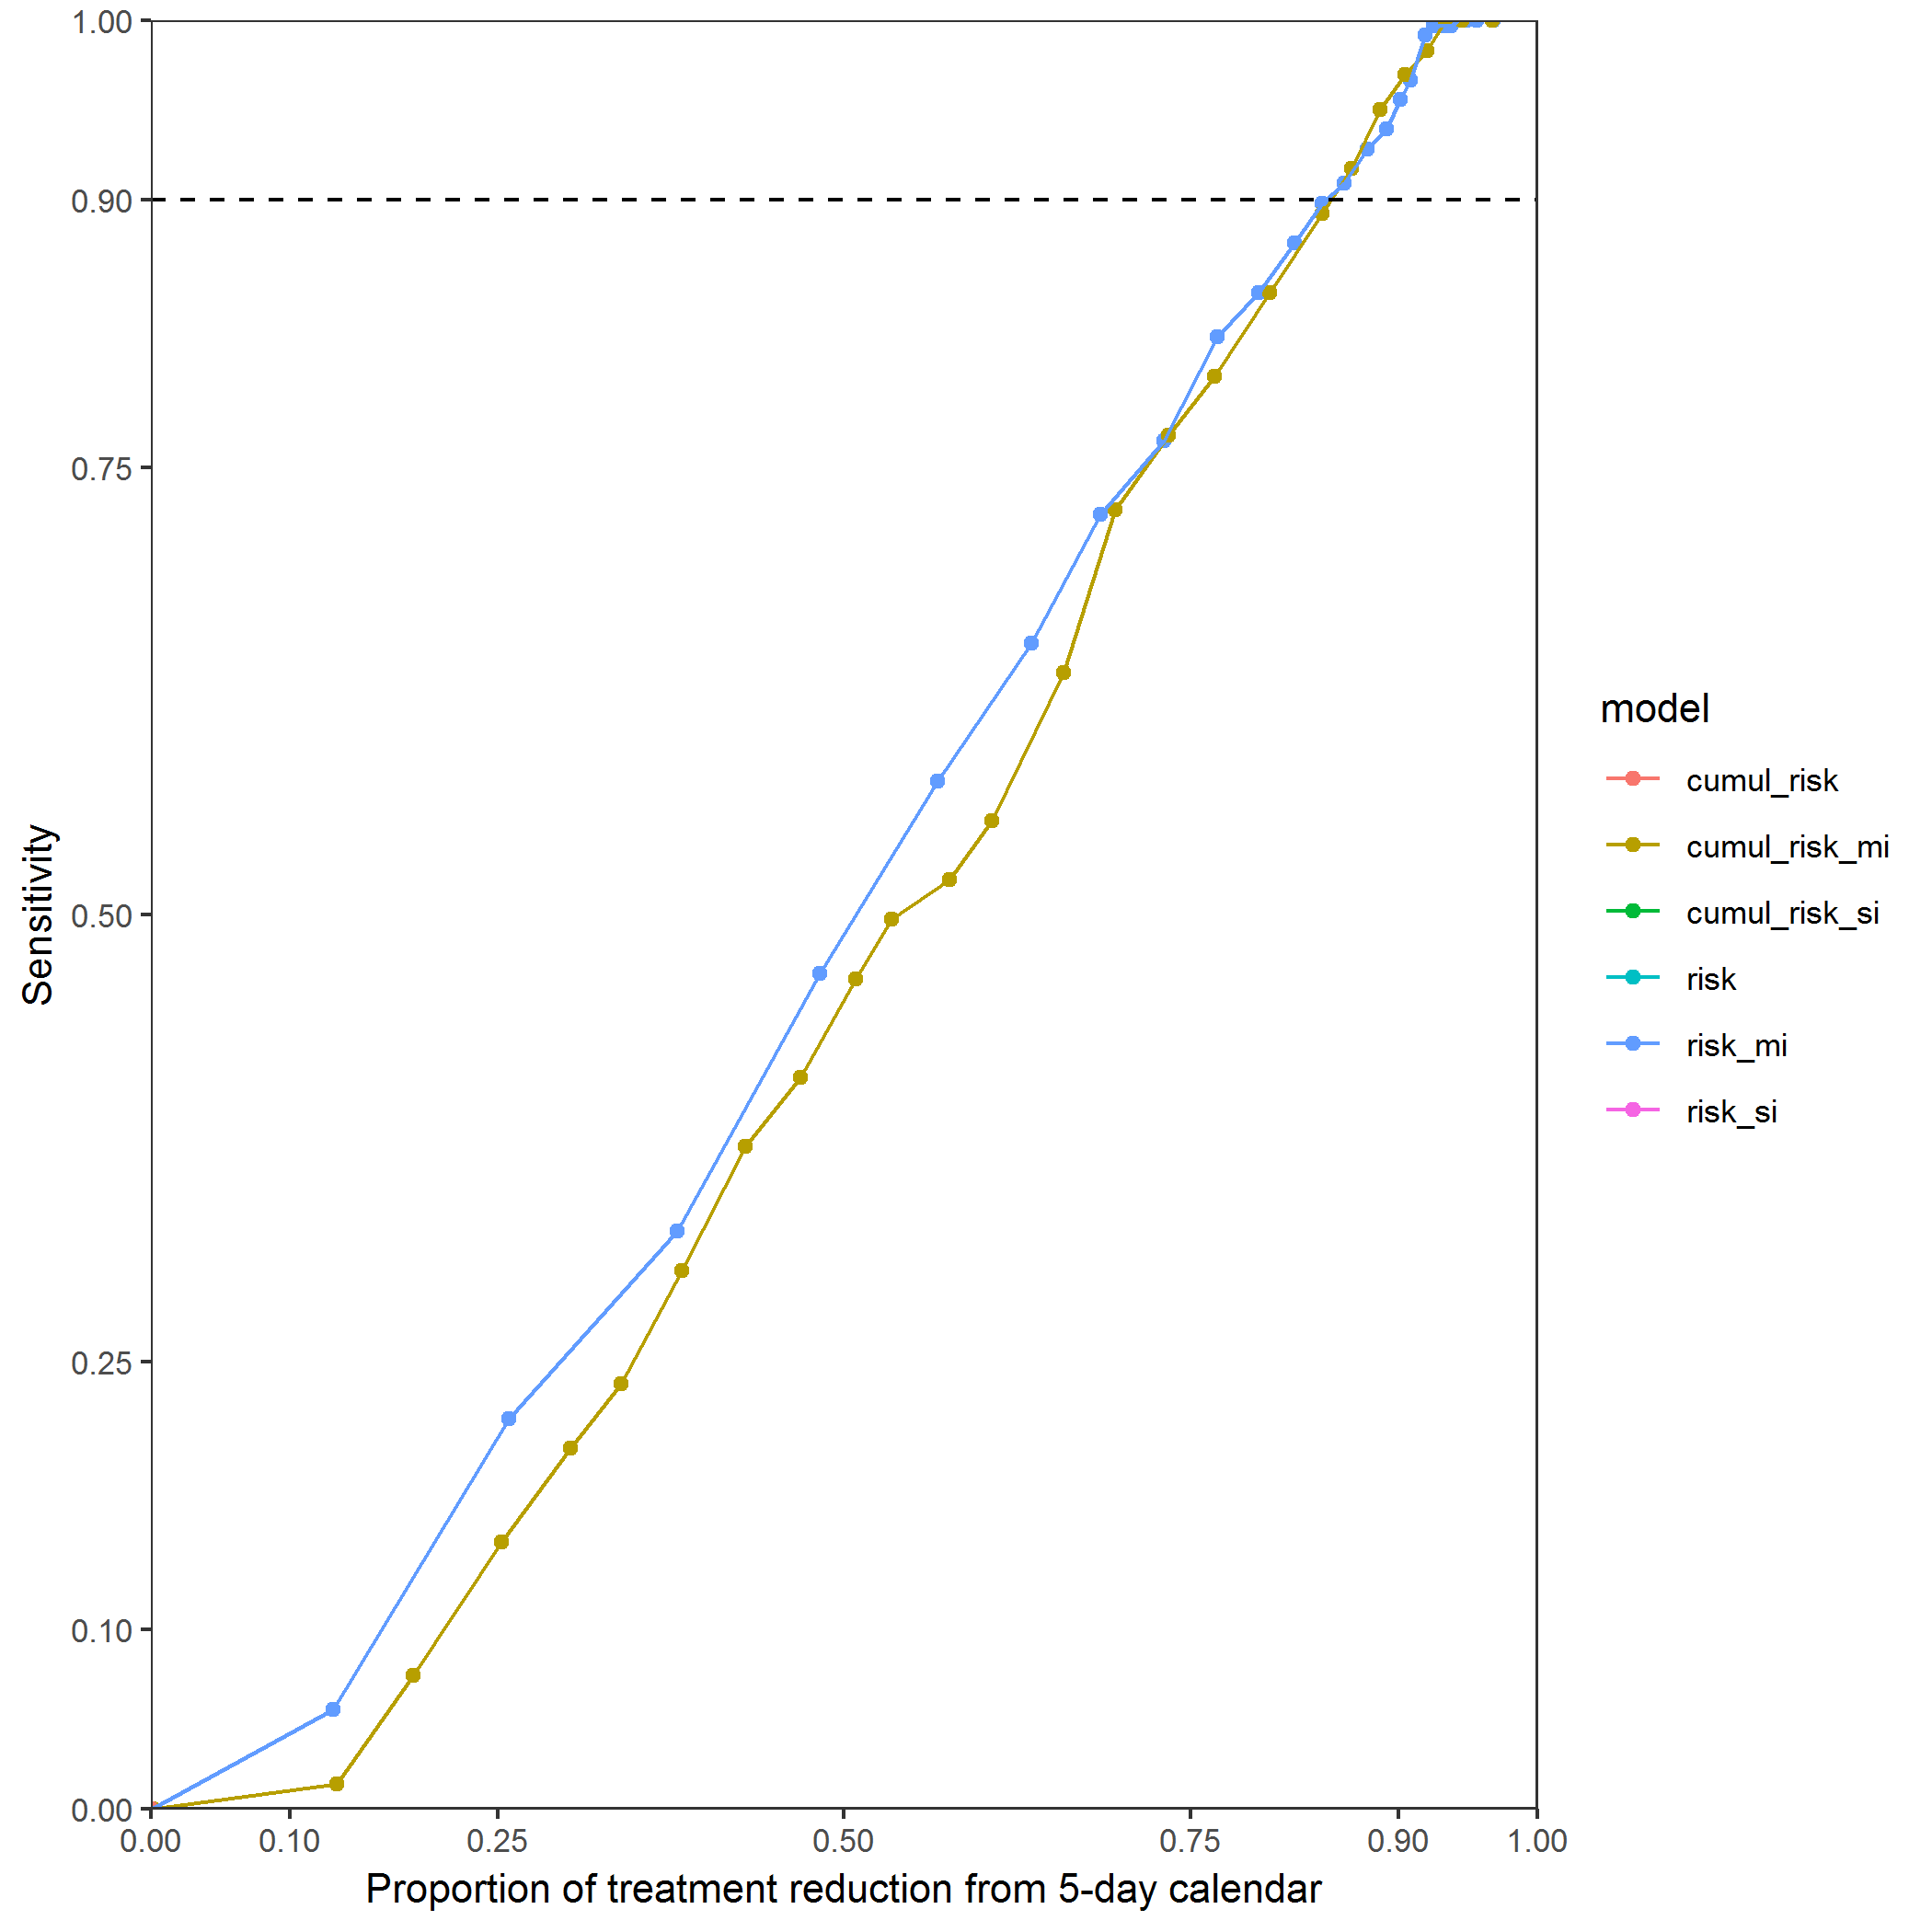 1.00
0.90
0.75
0.50
0.25
0.10
0.00
Sensitivity
0.00 0.10 0.25 0.50 0.75 0.90 1.00
Proportion of treatment reduction from 5-day calendar
model
cumul_risk
cumul_risk_mi
cumul_risk_si
risk
risk_mi
risk_si